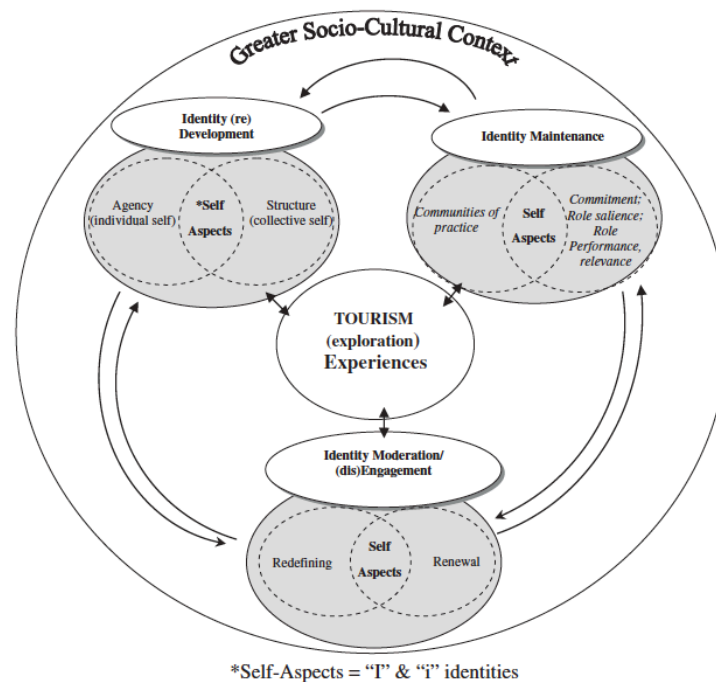 Greater Socio-Cultural Context
Identity (re)
Development
Identity Maintenance
Agency
(individual self)
*Self
Aspects
Structure
(collective self)
Communities of
practice
Self
Aspects
Commitment;
Role salience;
Role
Performance,
relevance
TOURISM
(exploration)
Experiences
Identity Moderation/
(dis)Engagement
Redefining
Self
Aspects
Renewal
*Self-Aspects = “I” & “i” identities